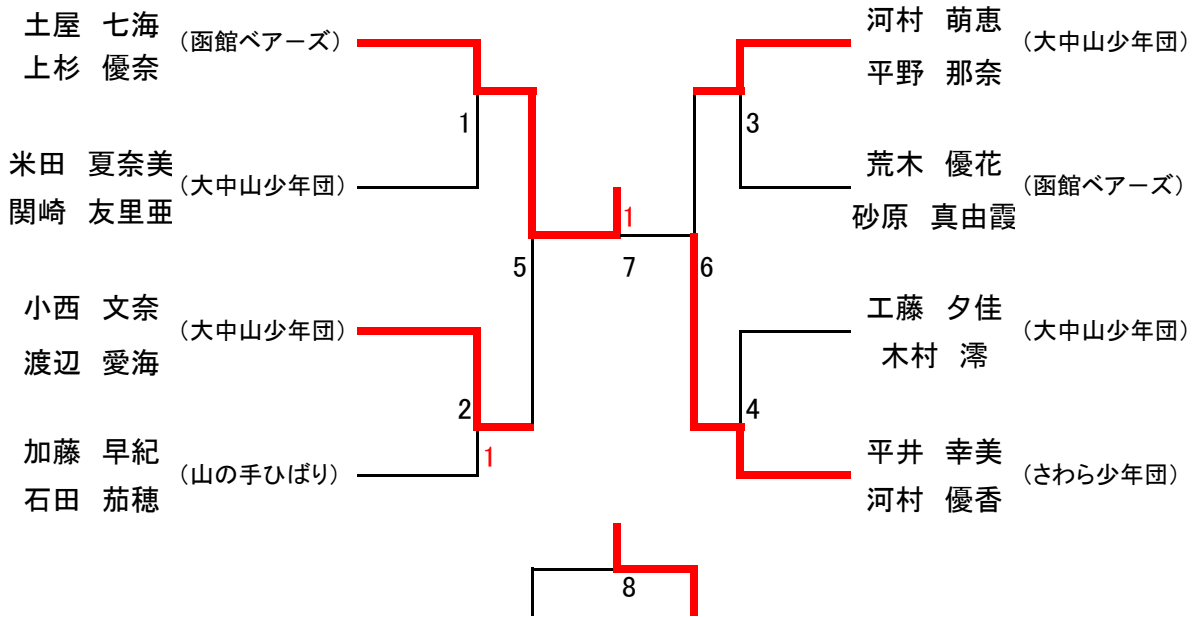 土屋 七海
上杉 優奈
(函館ベアーズ)
米田 夏奈美
関崎 友里亜
(大中山少年団)
小西 文奈
渡辺 愛海
(大中山少年団)
加藤 早紀
石田 茄穂
(山の手ひばり)
1
2
1
5
1
7
6
3
4
8
河村 萌恵
平野 那奈
(大中山少年団)
荒木 優花
砂原 真由霞
(函館ベアーズ)
工藤 夕佳
木村 澪
(大中山少年団)
平井 幸美
河村 優香
(さわら少年団)